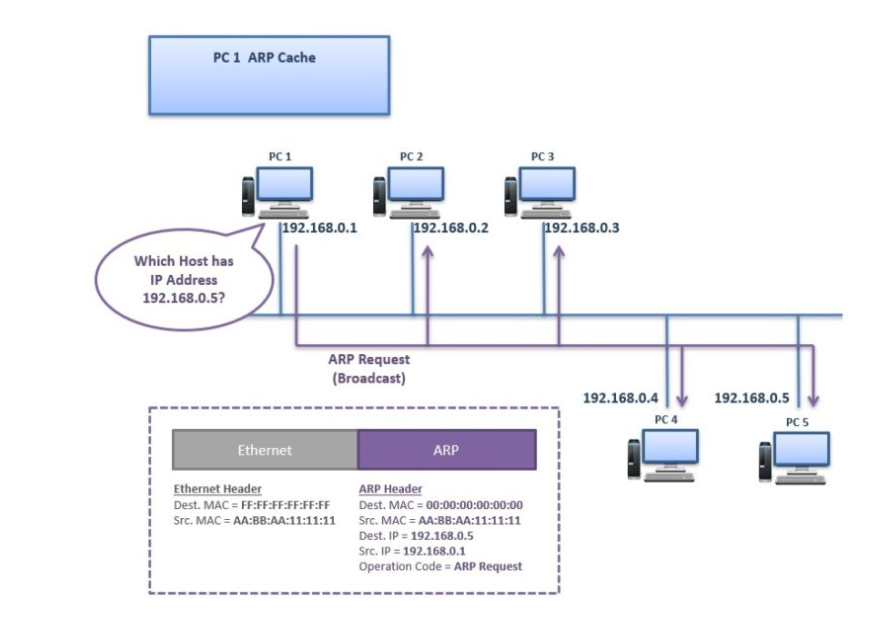 PC 1 ARP Cache
PC 1
PC 2
PC 3
192.168.0.1
192.168.0.2
192.168.0.3
Which Host has
IP Address
192.168.0.5?
ARP Request
(Broadcast)
192.168.0.4
192.168.0.5
PC 4
PC 5
Ethernet
ARP
Ethernet Header
Dest. MAC = FF:FF:FF:FF:FF:FF
Src. MAC = AA:BB:AA:11:11:11
ARP Header
Dest. MAC = 00:00:00:00:00:00
Src. MAC = AA:BB:AA:11:11:11
Dest. IP = 192.168.0.5
Src. IP = 192.168.0.1
Operation Code = ARP Request